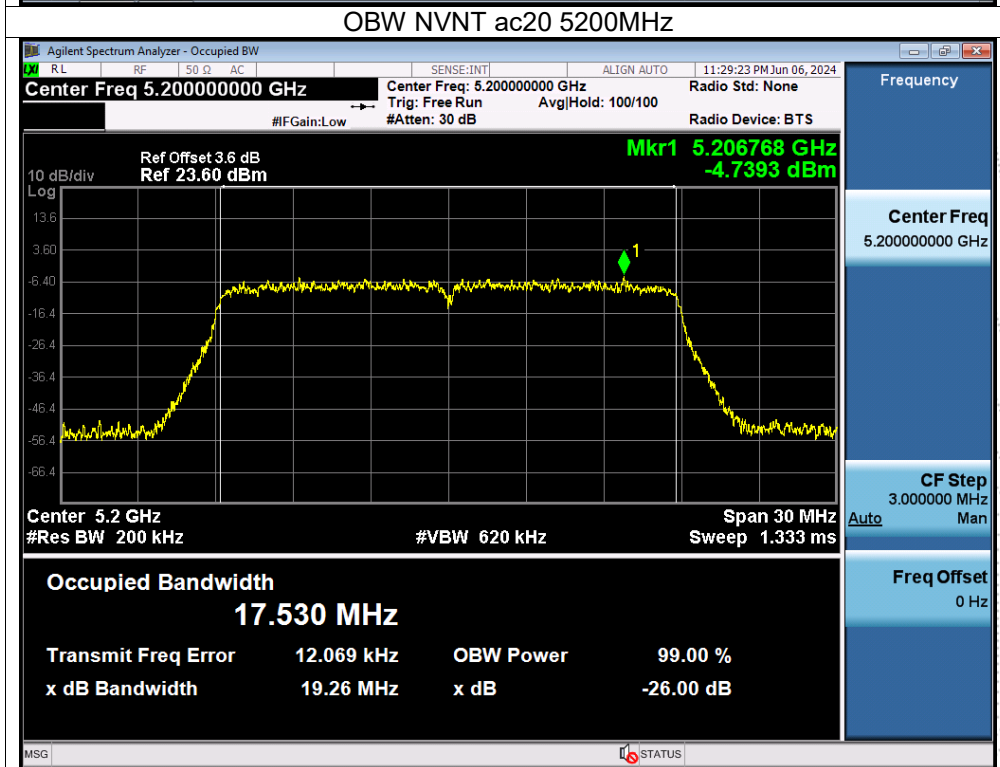 OBW NVNT ac20 5200MHz
Agilent Spectrum Analyzer - Occupied BW
LXI RL RF 50 Ω AC SENSE:INT ALIGN AUTO 11:29:23 PM Jun 06, 2024
Center Freq 5.200000000 GHz
Center Freq: 5.200000000 GHz Radio Std: None
Trig: Free Run Avg|Hold: 100/100
#IFGain:Low #Atten: 30 dB Radio Device: BTS
Mkr1 5.206768 GHz
-4.7393 dBm
Ref Offset 3.6 dB
10 dB/div Ref 23.60 dBm
Log
13.6
3.60
-6.40
-16.4
-26.4
-36.4
-46.4
-56.4
-66.4
1
Center 5.2 GHz Span 30 MHz
#Res BW 200 kHz #VBW 620 kHz Sweep 1.333 ms
Occupied Bandwidth
17.530 MHz
Transmit Freq Error 12.069 kHz OBW Power 99.00 %
x dB Bandwidth 19.26 MHz x dB -26.00 dB
Frequency
Center Freq
5.200000000 GHz
CF Step
3.000000 MHz
Auto Man
Freq Offset
0 Hz
MSG STATUS